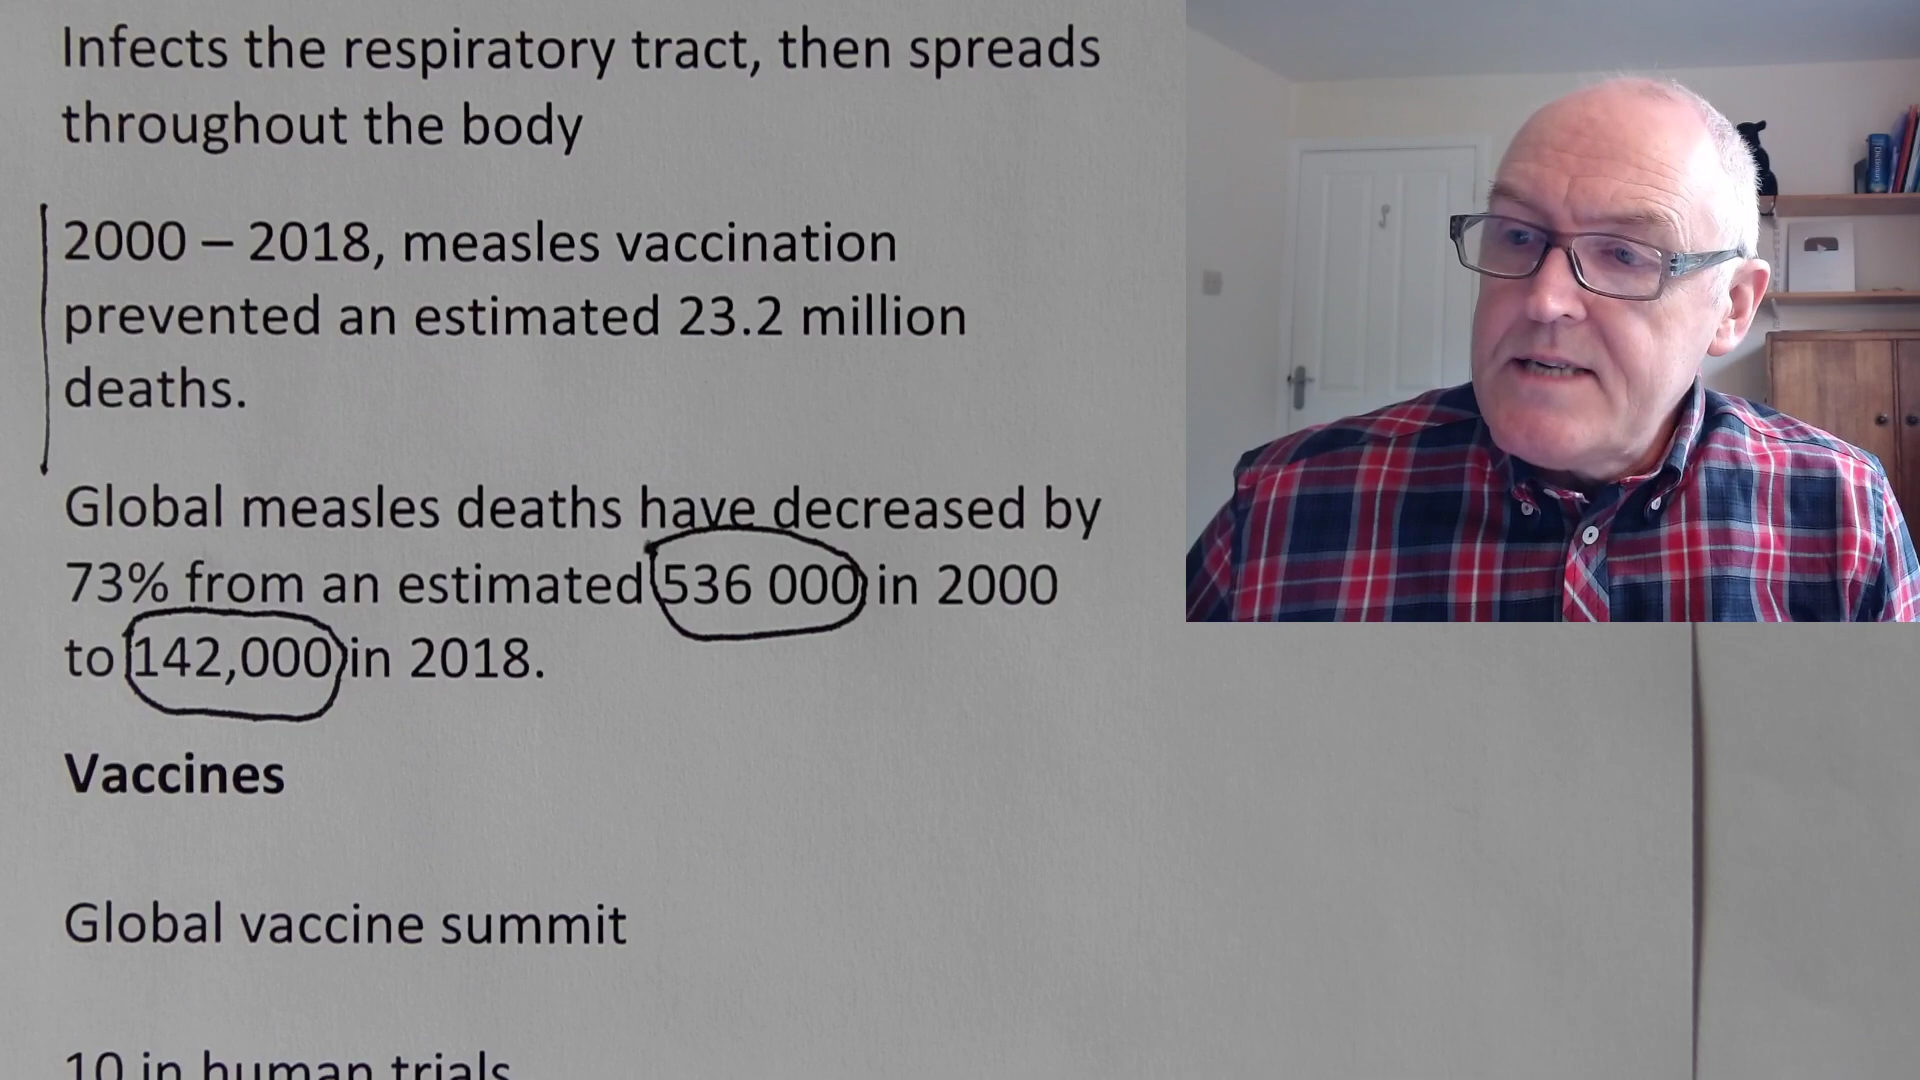 Infects the respiratory tract, then spreads
throughout the body
2000 – 2018, measles vaccination
prevented an estimated 23.2 million
deaths.
Global measles deaths have decreased by
73% from an estimated 536 000 in 2000
to 142,000 in 2018.
Vaccines
Global vaccine summit
10 in human trials
Dictionary